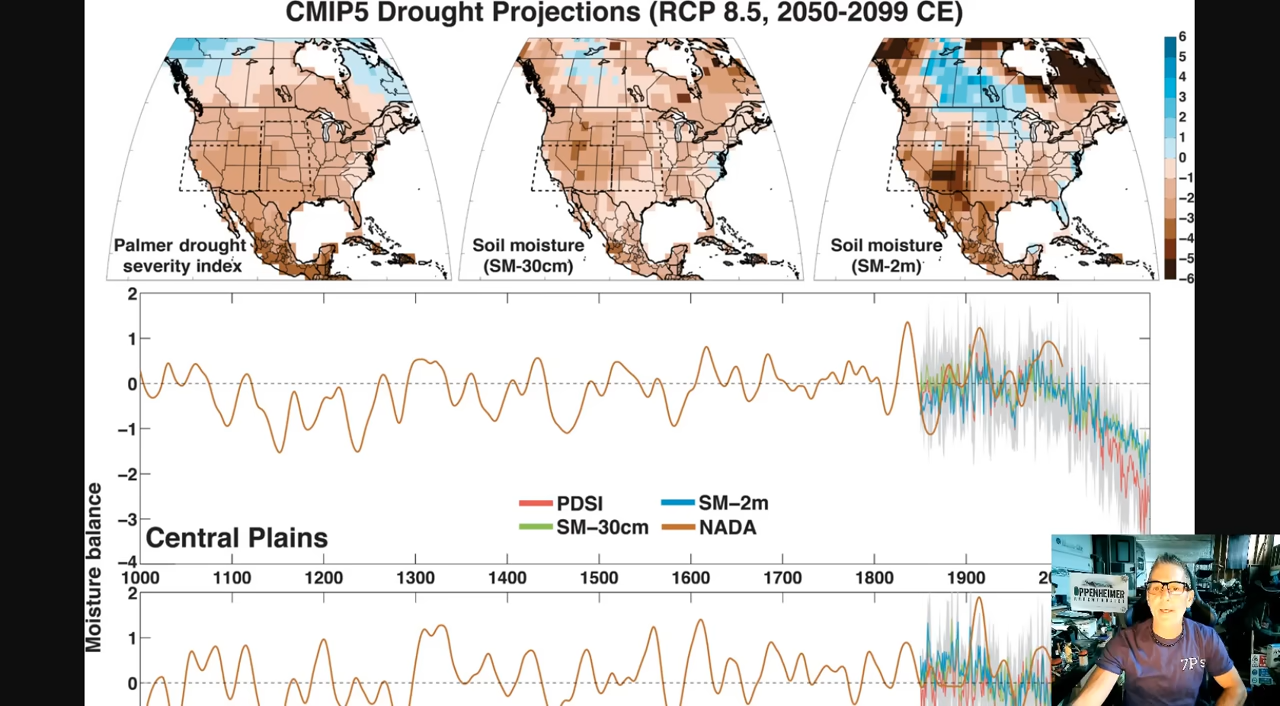 CMIP5 Drought Projections (RCP 8.5, 2050-2099 CE)
Palmer drought
severity index
Soil moisture
(SM-30cm)
Soil moisture
(SM-2m)
6
5
4
3
2
1
0
−1
−2
−3
−4
−5
−6
2
1
0
−1
−2
−3
−4
Moisture balance
PDSI
SM−2m
SM−30cm
NADA
Central Plains
1000 1100 1200 1300 1400 1500 1600 1700 1800 1900 20
2
1
0
OPPENHEIMER
7P's